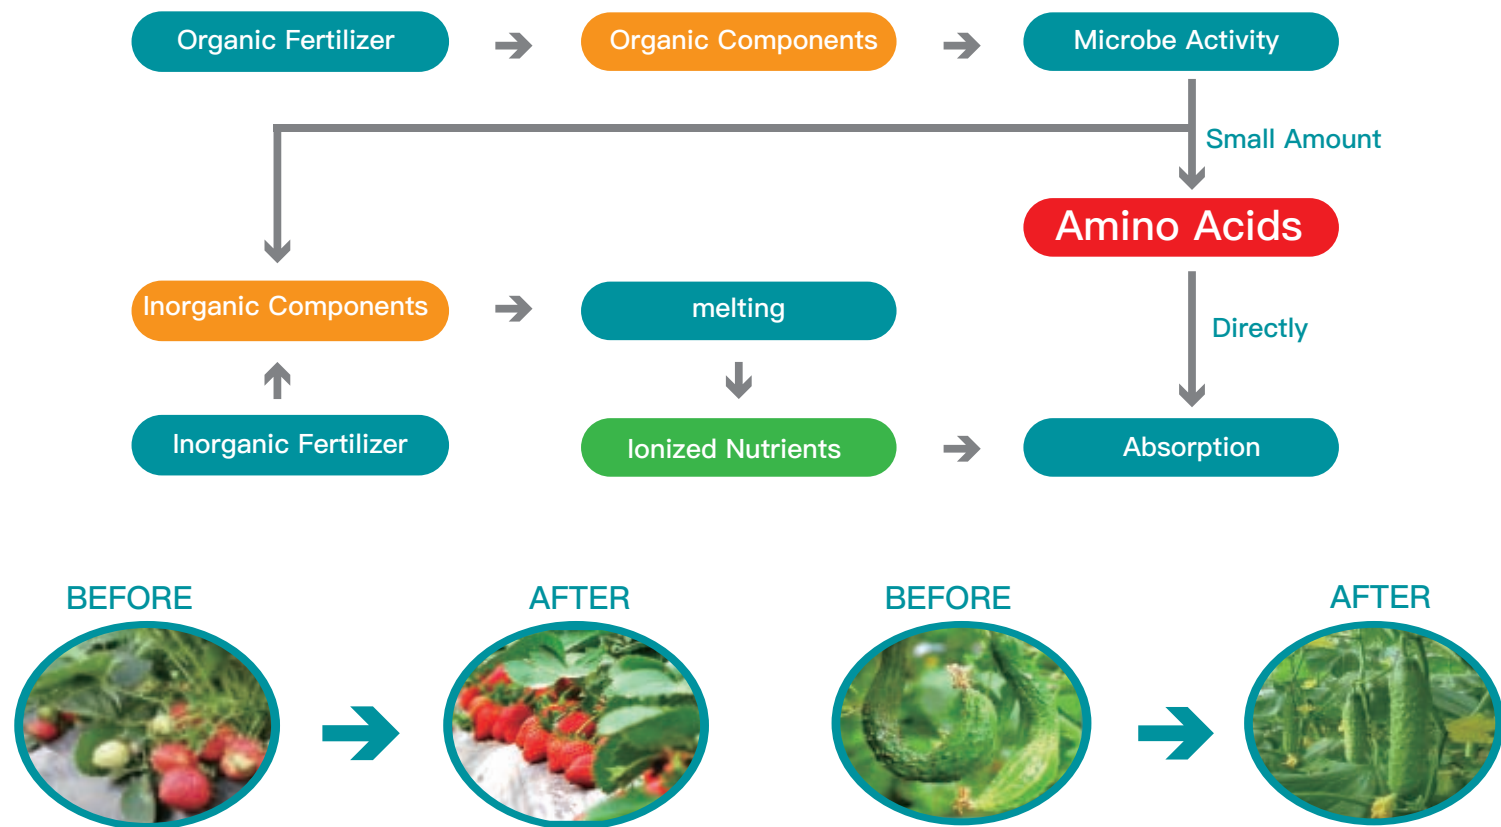 Organic Fertilizer
Organic Components
Microbe Activity
Small Amount
Amino Acids
Inorganic Components
melting
Directly
Inorganic Fertilizer
Ionized Nutrients
Absorption
BEFORE
AFTER
BEFORE
AFTER